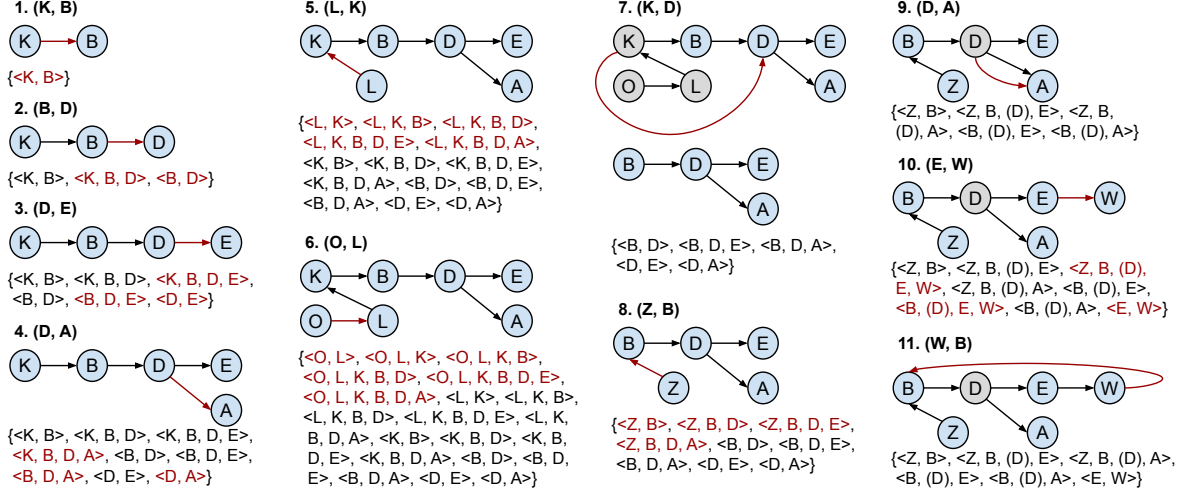 1. (K, B)
K B
{<K, B>}
2. (B, D)
K B D
{<K, B>, <K, B, D>, <B, D>}
3. (D, E)
K B D E
{<K, B>, <K, B, D>, <K, B, D, E>,
<B, D>, <B, D, E>, <D, E>}
4. (D, A)
K B D E
A
{<K, B>, <K, B, D>, <K, B, D, E>,
<K, B, D, A>, <B, D>, <B, D, E>,
<B, D, A>, <D, E>, <D, A>}
5. (L, K)
K B D E
L A
{<L, K>, <L, K, B>, <L, K, B, D>,
<L, K, B, D, E>, <L, K, B, D, A>,
<K, B>, <K, B, D>, <K, B, D, E>,
<K, B, D, A>, <B, D>, <B, D, E>,
<B, D, A>, <D, E>, <D, A>}
6. (O, L)
K B D E
O L A
{<O, L>, <O, L, K>, <O, L, K, B>,
<O, L, K, B, D>, <O, L, K, B, D, E>,
<O, L, K, B, D, A>, <L, K>, <L, K, B>,
<L, K, B, D>, <L, K, B, D, E>, <L, K,
B, D, A>, <K, B>, <K, B, D>, <K, B,
D, E>, <K, B, D, A>, <B, D>, <B, D,
E>, <B, D, A>, <D, E>, <D, A>}
7. (K, D)
K B D E
O L A
B D E
A
{<B, D>, <B, D, E>, <B, D, A>,
<D, E>, <D, A>}
8. (Z, B)
B D E
Z A
{<Z, B>, <Z, B, D>, <Z, B, D, E>,
<Z, B, D, A>, <B, D>, <B, D, E>,
<B, D, A>, <D, E>, <D, A>}
9. (D, A)
B D E
Z A
{<Z, B>, <Z, B, (D), E>, <Z, B,
(D), A>, <B, (D), E>, <B, (D), A>}
10. (E, W)
B D E W
Z A
{<Z, B>, <Z, B, (D), E>, <Z, B, (D),
E, W>, <Z, B, (D), A>, <B, (D), E>,
<B, (D), E, W>, <B, (D), A>, <E, W>}
11. (W, B)
B D E W
Z A
{<Z, B>, <Z, B, (D), E>, <Z, B, (D), A>,
<B, (D), E>, <B, (D), A>, <E, W>}